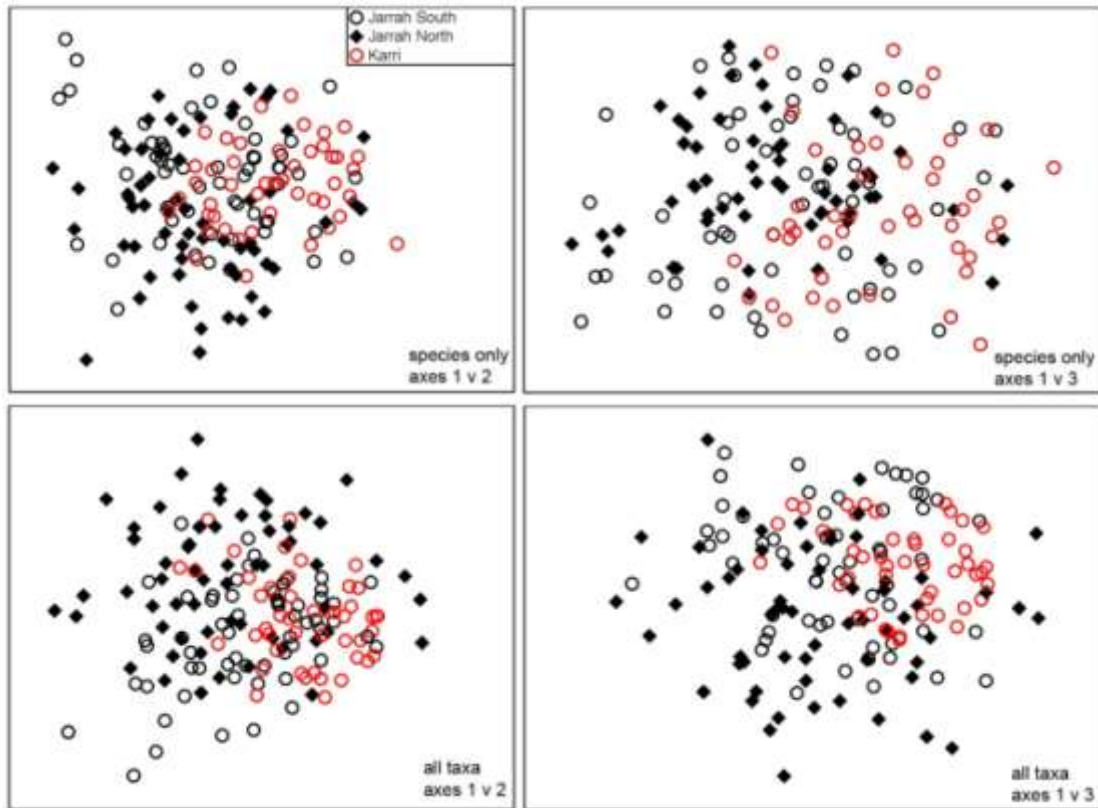 Jarrah South
Jarrah North
Karri
species only
axes 1 v 2
species only
axes 1 v 3
all taxa
axes 1 v 2
all taxa
axes 1 v 3